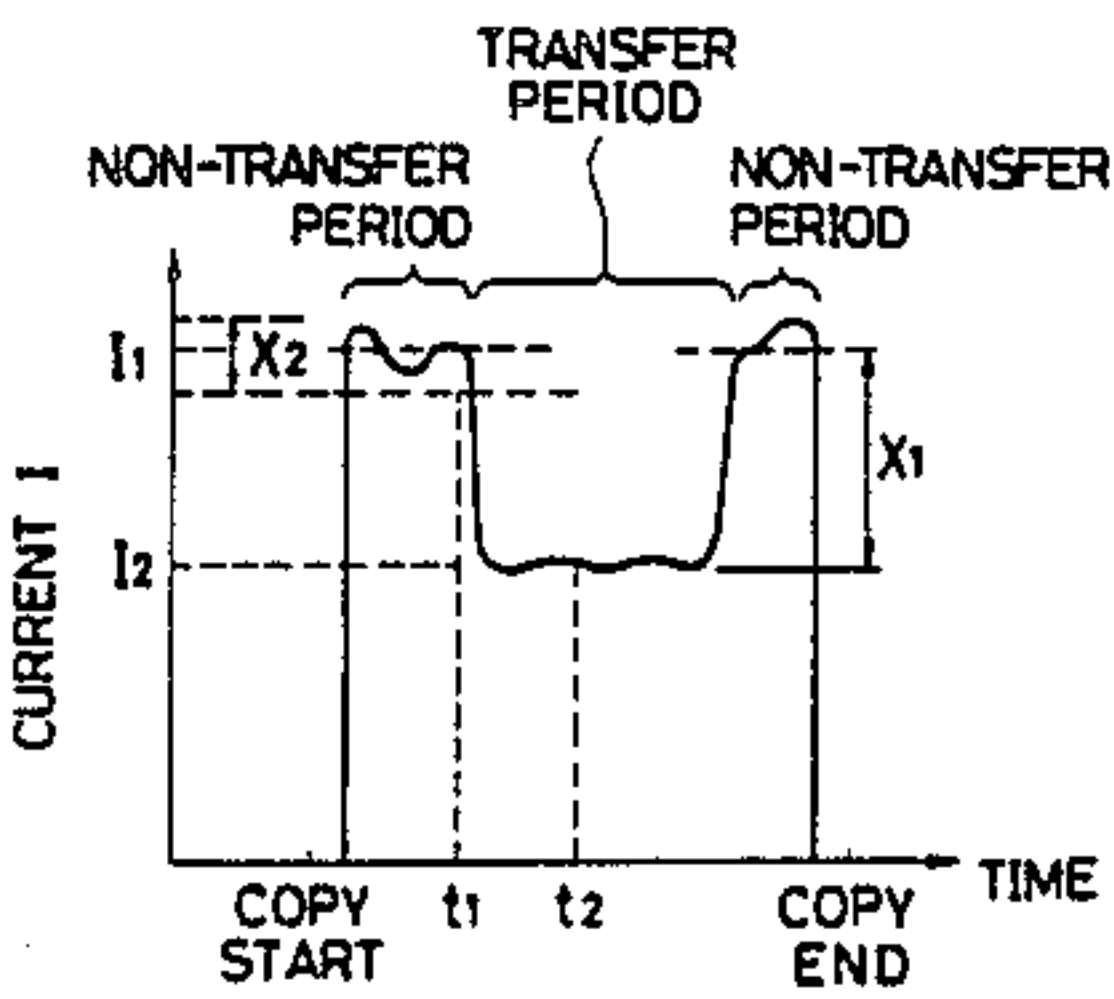 TRANSFER
PERIOD
NON-TRANSFER
PERIOD
NON-TRANSFER
PERIOD
I1
X2
X1
I2
CURRENT I
TIME
COPY
START
t1
t2
COPY
END